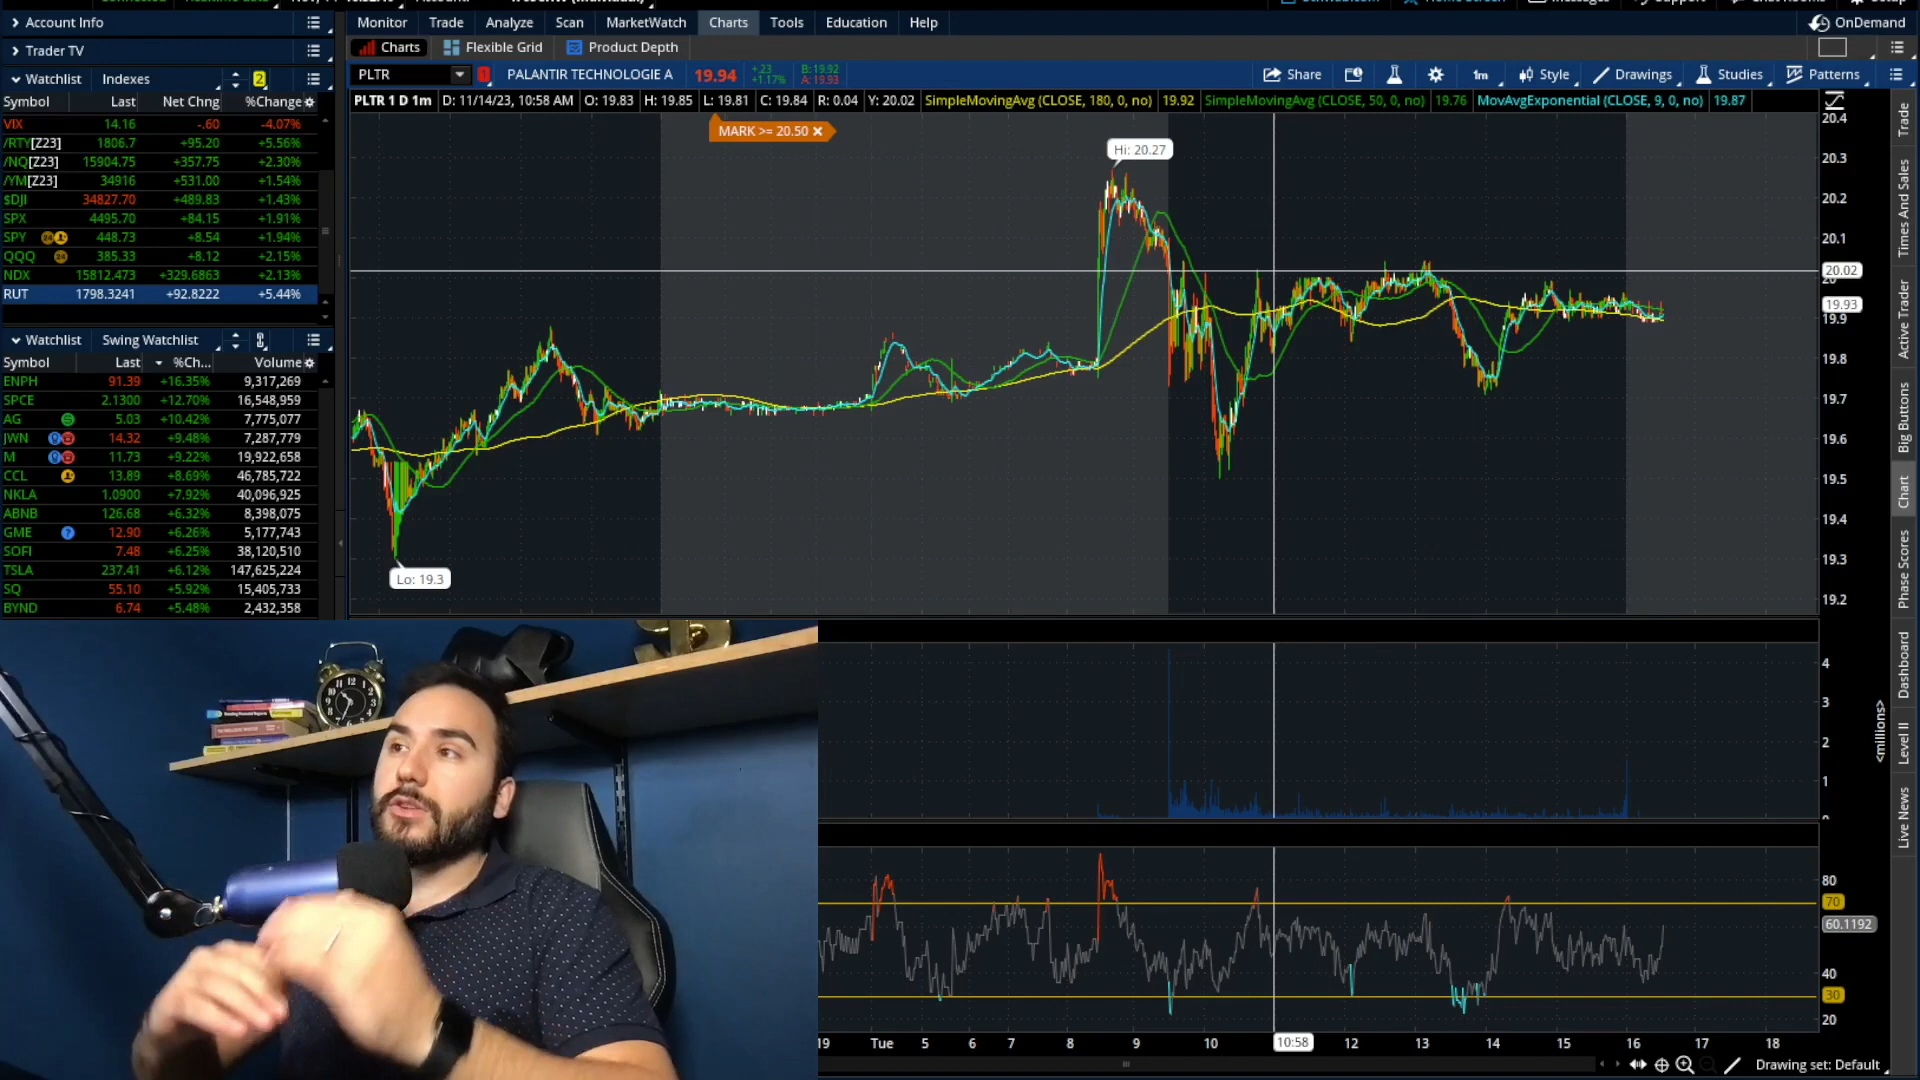 Account Info
Monitor Trade Analyze Scan MarketWatch Charts Tools Education Help OnDemand
Trader TV
Charts Flexible Grid Product Depth
Watchlist Indexes 2
PLTR 1 PALANTIR TECHNOLOGIE A 19.94 +.23 +1.17% B: 19.92 A: 19.93 Share 1m Style Drawings Studies Patterns
Symbol Last Net Chng %Change
PLTR 1 D 1m D: 11/14/23, 10:58 AM O: 19.83 H: 19.85 L: 19.81 C: 19.84 R: 0.04 Y: 20.02 SimpleMovingAvg (CLOSE, 180, 0, no) 19.92 SimpleMovingAvg (CLOSE, 50, 0, no) 19.76 MovAvgExponential (CLOSE, 9, 0, no) 19.87
MARK >= 20.50
VIX 14.16 -.60 -4.07%
/RTY[Z23] 1806.7 +95.20 +5.56%
/NQ[Z23] 15904.75 +357.75 +2.30%
/YM[Z23] 34916 +531.00 +1.54%
$DJI 34827.70 +489.83 +1.43%
SPX 4495.70 +84.15 +1.91%
SPY 448.73 +8.54 +1.94%
QQQ 385.33 +8.12 +2.15%
NDX 15812.473 +329.6863 +2.13%
RUT 1798.3241 +92.8222 +5.44%
Watchlist Swing Watchlist
Symbol Last %Ch... Volume
ENPH 91.39 +16.35% 9,317,269
SPCE 2.1300 +12.70% 16,548,959
AG 5.03 +10.42% 7,775,077
JWN 14.32 +9.48% 7,287,779
M 11.73 +9.22% 19,922,658
CCL 13.89 +8.69% 46,785,722
NKLA 1.0900 +7.92% 40,096,925
ABNB 126.68 +6.32% 8,398,075
GME 12.90 +6.26% 5,177,743
SOFI 7.48 +6.25% 38,120,510
TSLA 237.41 +6.12% 147,625,224
SQ 55.10 +5.92% 15,405,733
BYND 6.74 +5.48% 2,432,358
Hi: 20.27
Lo: 19.3
20.4
20.3
20.2
20.1
20.02
20
19.93
19.9
19.8
19.7
19.6
19.5
19.4
19.3
19.2
4
3
2
1
0
<millions>
80
70
60.1192
40
30
20
19 Tue 5 6 7 8 9 10 10:58 12 13 14 15 16 17 18
Drawing set: Default
Trade
Times And Sales
Active Trader
Big Buttons
Chart
Phase Scores
Dashboard
Level II
Live News